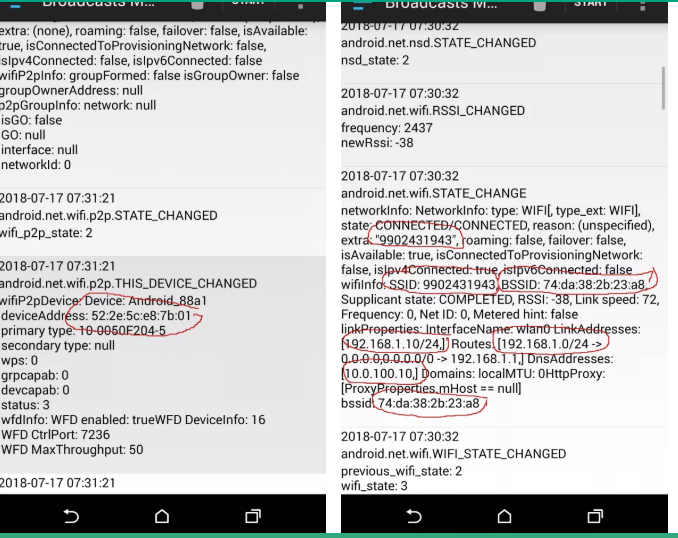 Broadcasts M...
START
extra: (none), roaming: false, failover: false, isAvailable:
true, isConnectedToProvisioningNetwork: false,
isIpv4Connected: false, isIpv6Connected: false
wifiP2pInfo: groupFormed: false isGroupOwner: false
groupOwnerAddress: null
p2pGroupInfo: network: null
isGO: false
GO: null
interface: null
networkId: 0
2018-07-17 07:31:21
android.net.wifi.p2p.STATE_CHANGED
wifi_p2p_state: 2
2018-07-17 07:31:21
android.net.wifi.p2p.THIS_DEVICE_CHANGED
wifiP2pDevice: Device: Android_88a1
deviceAddress: 52:2e:5c:e8:7b:01
primary type: 10-0050F204-5
secondary type: null
wps: 0
grpcapab: 0
devcapab: 0
status: 3
wfdInfo: WFD enabled: trueWFD DeviceInfo: 16
WFD CtrlPort: 7236
WFD MaxThroughput: 50
2018-07-17 07:31:21
Broadcasts M...
START
2018-07-17 07:30:32
android.net.nsd.STATE_CHANGED
nsd_state: 2
2018-07-17 07:30:32
android.net.wifi.RSSI_CHANGED
frequency: 2437
newRssi: -38
2018-07-17 07:30:32
android.net.wifi.STATE_CHANGE
networkInfo: NetworkInfo: type: WIFI[, type_ext: WIFI],
state: CONNECTED/CONNECTED, reason: (unspecified),
extra: "9902431943", roaming: false, failover: false,
isAvailable: true, isConnectedToProvisioningNetwork:
false, isIpv4Connected: true, isIpv6Connected: false
wifiInfo: SSID: 9902431943, BSSID: 74:da:38:2b:23:a8,
Supplicant state: COMPLETED, RSSI: -38, Link speed: 72,
Frequency: 0, Net ID: 0, Metered hint: false
linkProperties: InterfaceName: wlan0 LinkAddresses:
[192.168.1.10/24,] Routes: [192.168.1.0/24 ->
0.0.0.0,0.0.0.0/0 -> 192.168.1.1,] DnsAddresses:
[10.0.100.10,] Domains: localMTU: 0HttpProxy:
[ProxyProperties.mHost == null]
bssid: 74:da:38:2b:23:a8
2018-07-17 07:30:32
android.net.wifi.WIFI_STATE_CHANGED
previous_wifi_state: 2
wifi_state: 3